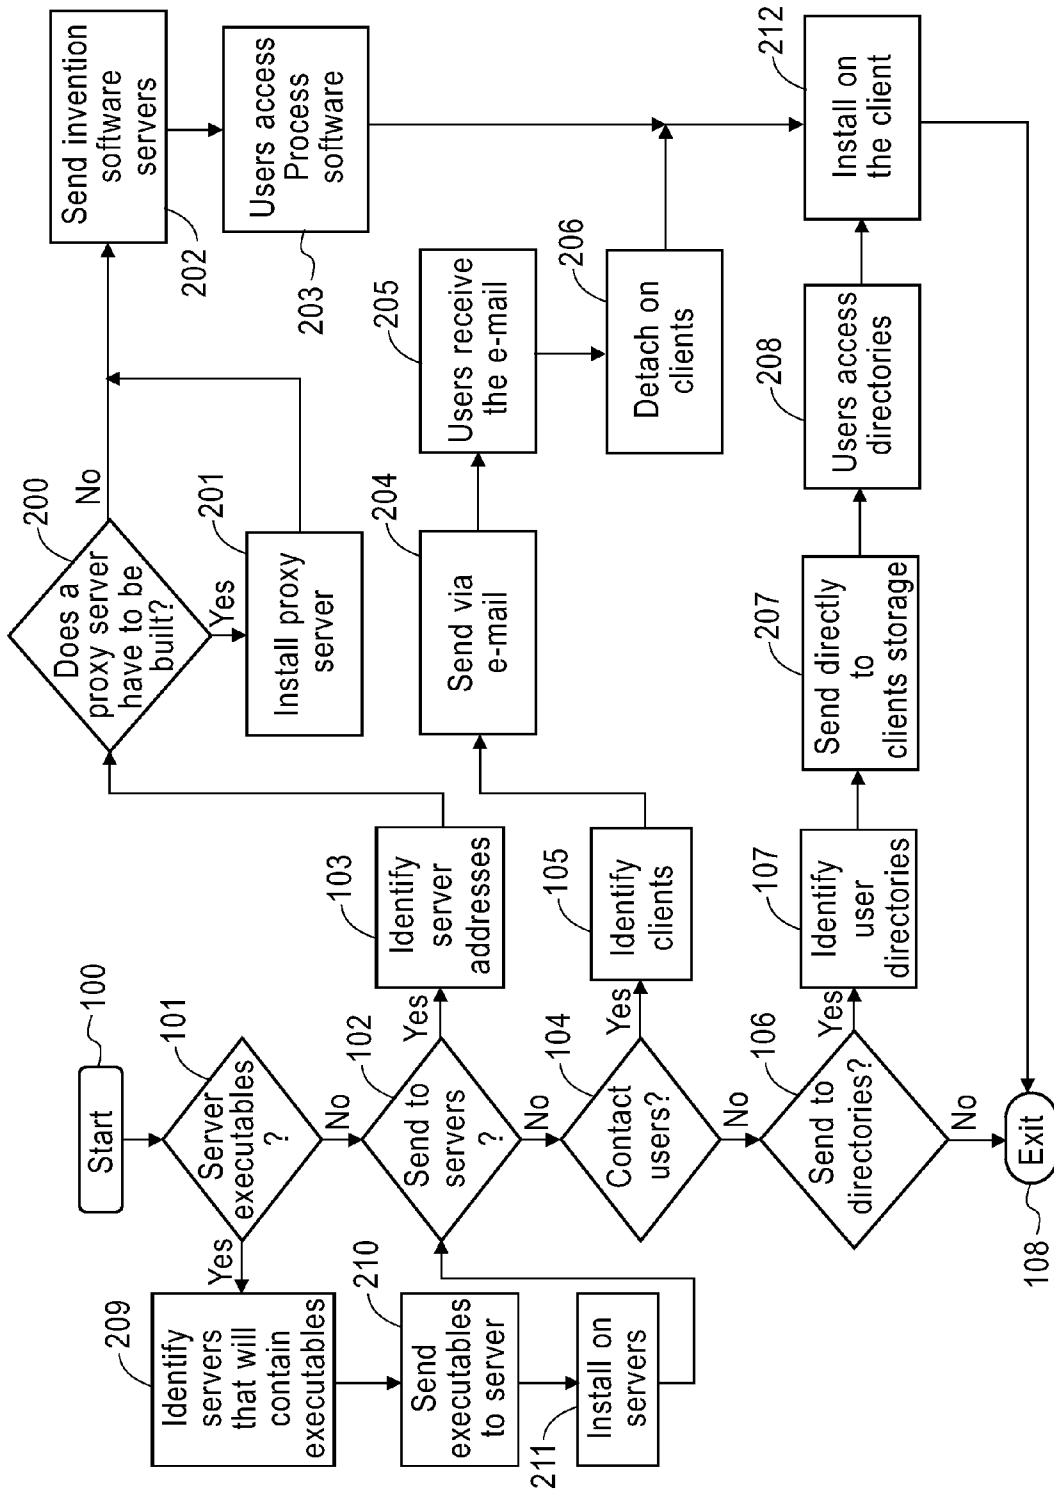 Start
100
Server
executables
?
101
Yes
No
Identify
servers
that will
contain
executables
209
Send
executables
to server
210
Install on
servers
211
Send to
servers
?
102
Yes
No
Identify
server
addresses
103
Does a
proxy server
have to be
built?
200
No
Yes
Install proxy
server
201
Send invention
software
servers
202
Users access
Process
software
203
Contact
users?
104
Yes
No
Identify
clients
105
Send via
e-mail
204
Users receive
the e-mail
205
Detach on
clients
206
Send to
directories?
106
Yes
No
Identify
user
directories
107
Send directly
to
clients storage
207
Users access
directories
208
Install on
the client
212
Exit
108